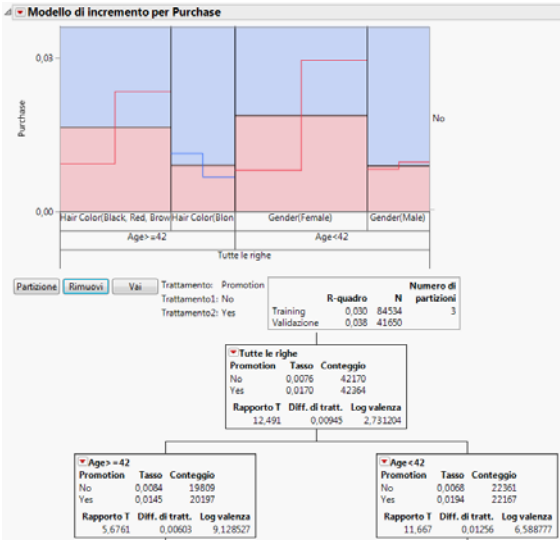 Modello di incremento per Purchase
0,03
Purchase
No
0,00
Hair Color(Black, Red, Brow Hair Color(Blon Gender(Female) Gender(Male)
Age>=42 Age<42
Tutte le righe
Partizione Rimuovi Vai
Trattamento: Promotion
Trattamento1: No
Trattamento2: Yes
Numero di
R-quadro N partizioni
Training 0,030 84534 3
Validazione 0,038 41650
Tutte le righe
Promotion Tasso Conteggio
No 0,0076 42170
Yes 0,0170 42364
Rapporto T Diff. di tratt. Log valenza
12,491 0,00945 2,731204
Age>=42
Promotion Tasso Conteggio
No 0,0084 19809
Yes 0,0145 20197
Rapporto T Diff. di tratt. Log valenza
5,6761 0,00603 9,128527
Age<42
Promotion Tasso Conteggio
No 0,0068 22361
Yes 0,0194 22167
Rapporto T Diff. di tratt. Log valenza
11,667 0,01256 6,588777